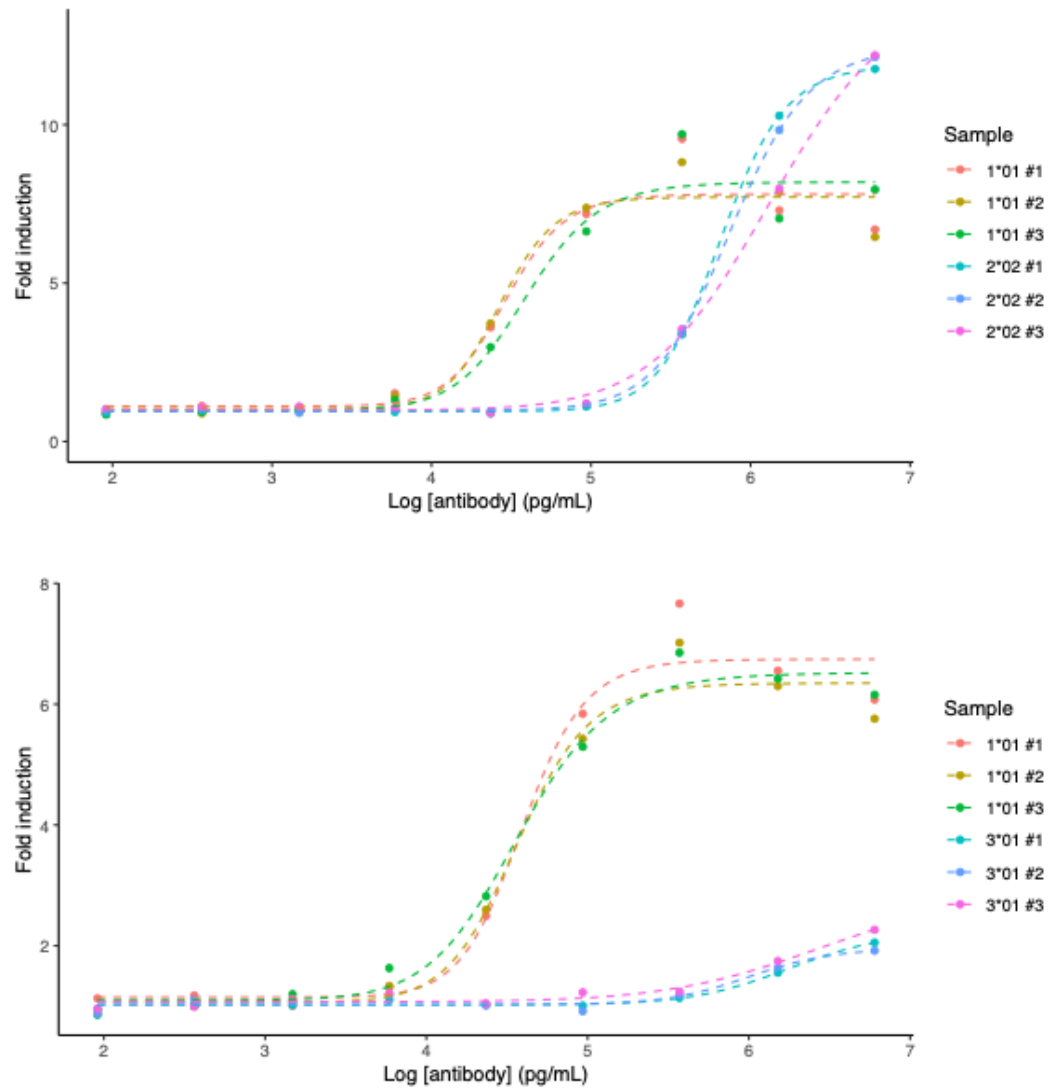 10
5
0
2 3 4 5 6 7
Log [antibody] (pg/mL)
Fold induction
Sample
1*01 #1
1*01 #2
1*01 #3
2*02 #1
2*02 #2
2*02 #3
8
6
4
2
2 3 4 5 6 7
Log [antibody] (pg/mL)
Fold induction
Sample
1*01 #1
1*01 #2
1*01 #3
3*01 #1
3*01 #2
3*01 #3